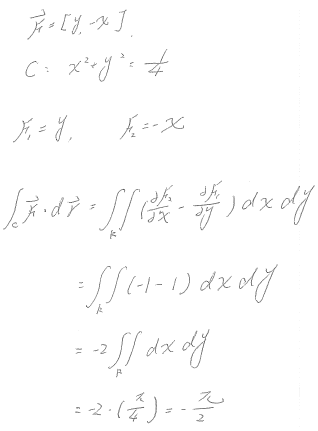 F⃗ = [y, -x].
C: x² + y² = 1/4
F₁ = y,  F₂ = -x
∫_C F⃗·dr⃗ = ∬_R (∂F₂/∂x - ∂F₁/∂y) dx dy
= ∬_R (-1-1) dx dy
= -2 ∬_R dx dy
= -2·(π/4) = -π/2